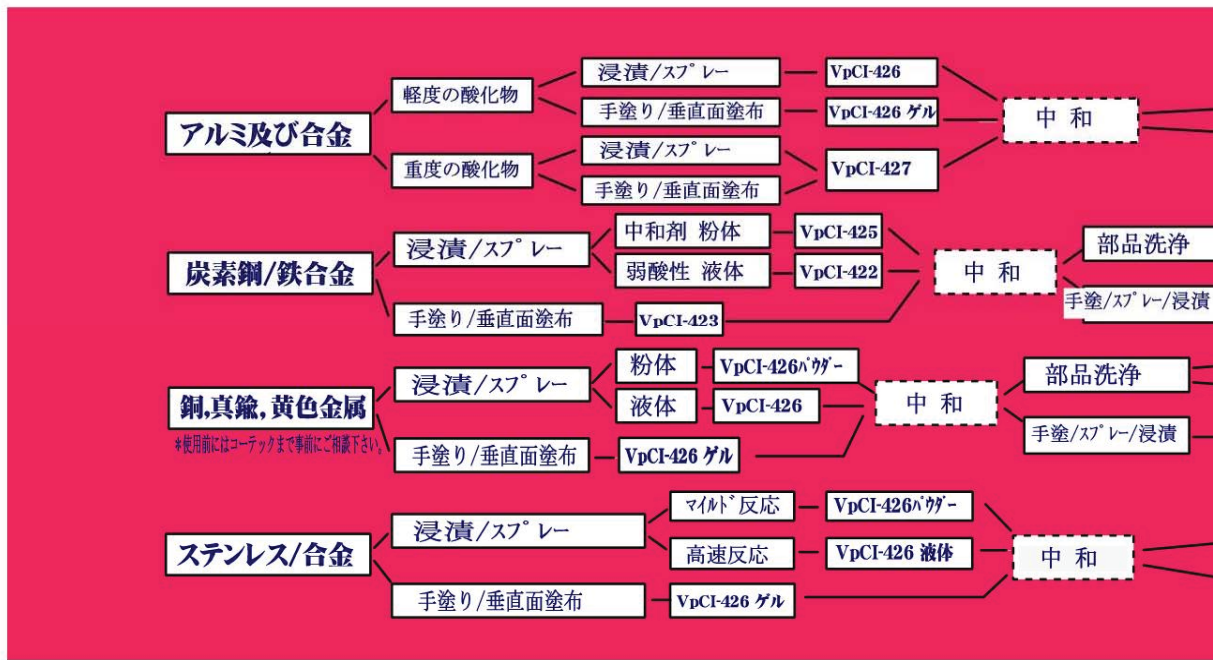 アルミ及び合金
軽度の酸化物
浸漬/スプレー
VpCI-426
手塗り/垂直面塗布
VpCI-426 ゲル
重度の酸化物
浸漬/スプレー
手塗り/垂直面塗布
VpCI-427
中 和
炭素鋼/鉄合金
浸漬/スプレー
中和剤 粉体
VpCI-425
弱酸性 液体
VpCI-422
手塗り/垂直面塗布
VpCI-423
中 和
部品洗浄
手塗/スプレー/浸漬
銅,真鍮,黄色金属
*使用前にはコーテックまで事前にご相談下さい。
浸漬/スプレー
粉体
VpCI-426パウダー
液体
VpCI-426
手塗り/垂直面塗布
VpCI-426 ゲル
中 和
部品洗浄
手塗/スプレー/浸漬
ステンレス/合金
浸漬/スプレー
マイルド反応
VpCI-426パウダー
高速反応
VpCI-426 液体
手塗り/垂直面塗布
VpCI-426 ゲル
中 和